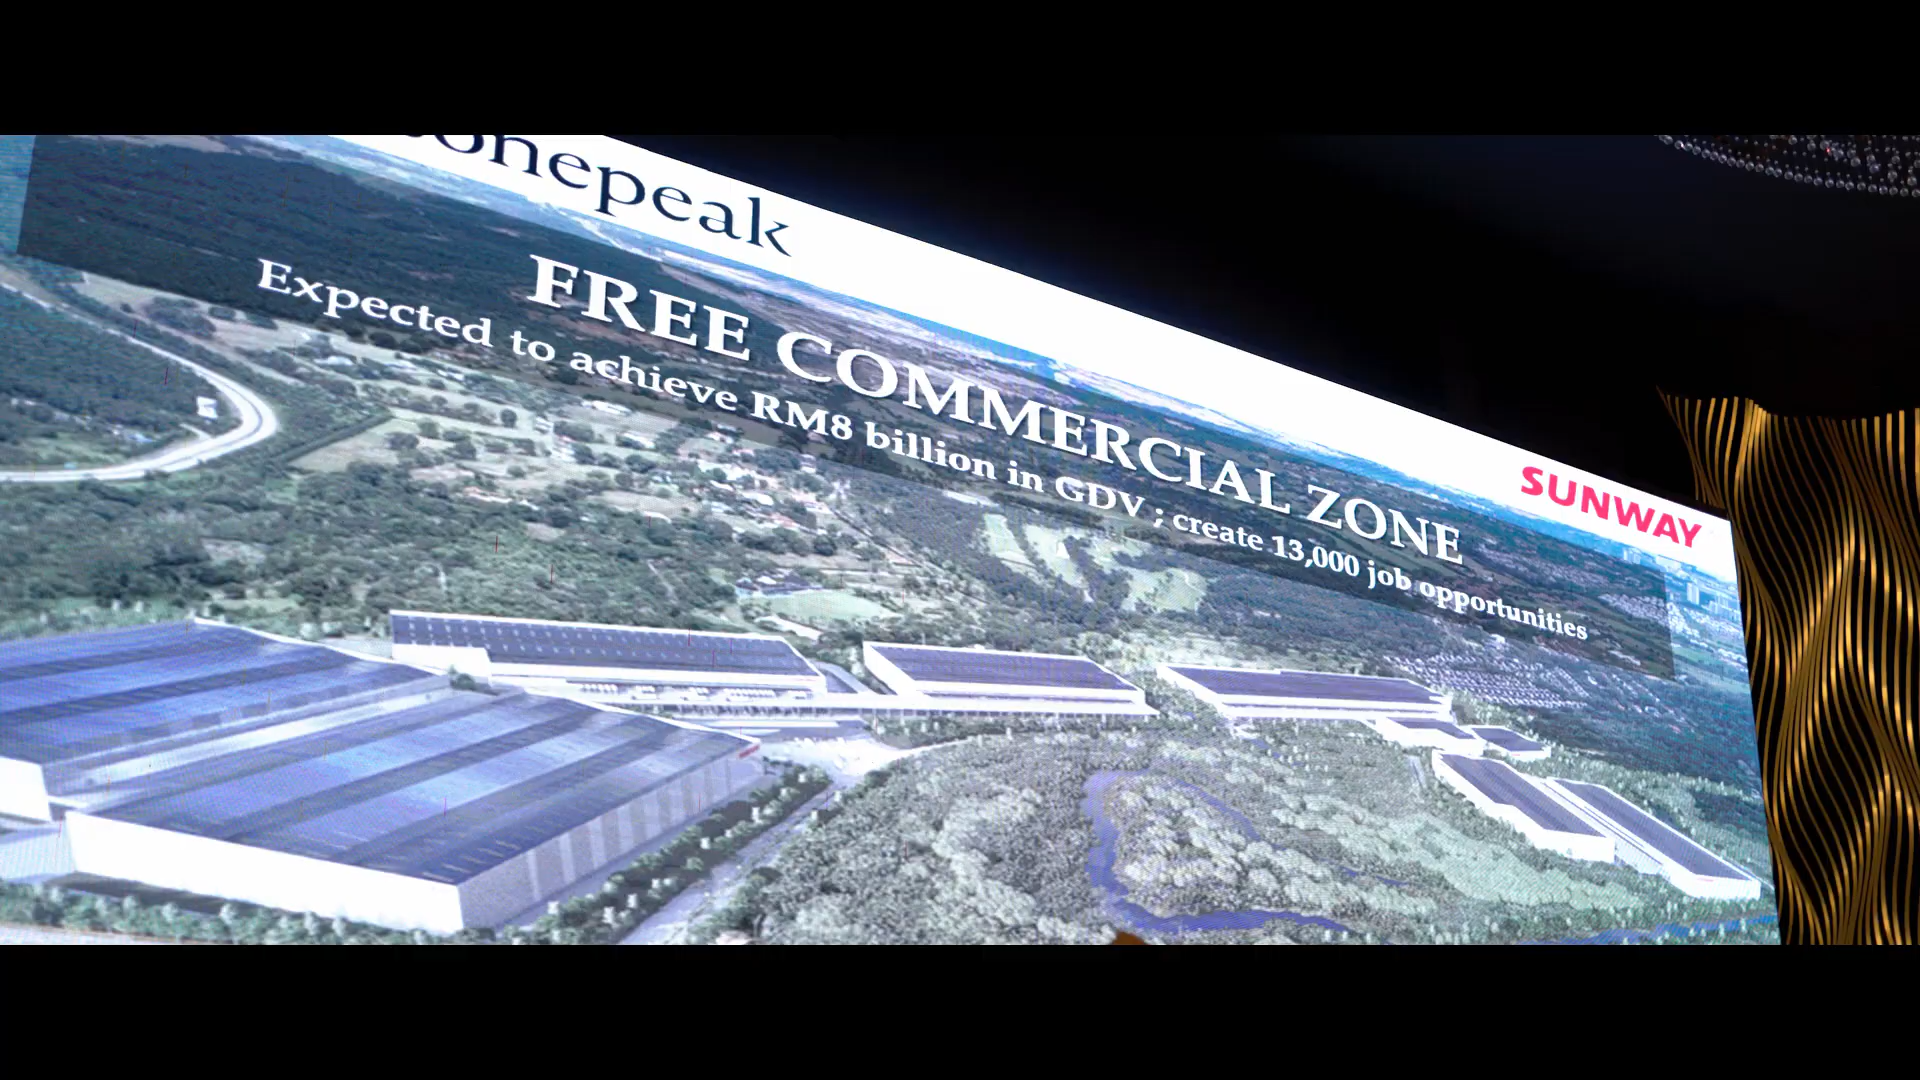 onepeak
FREE COMMERCIAL ZONE
Expected to achieve RM8 billion in GDV ; create 13,000 job opportunities
SUNWAY